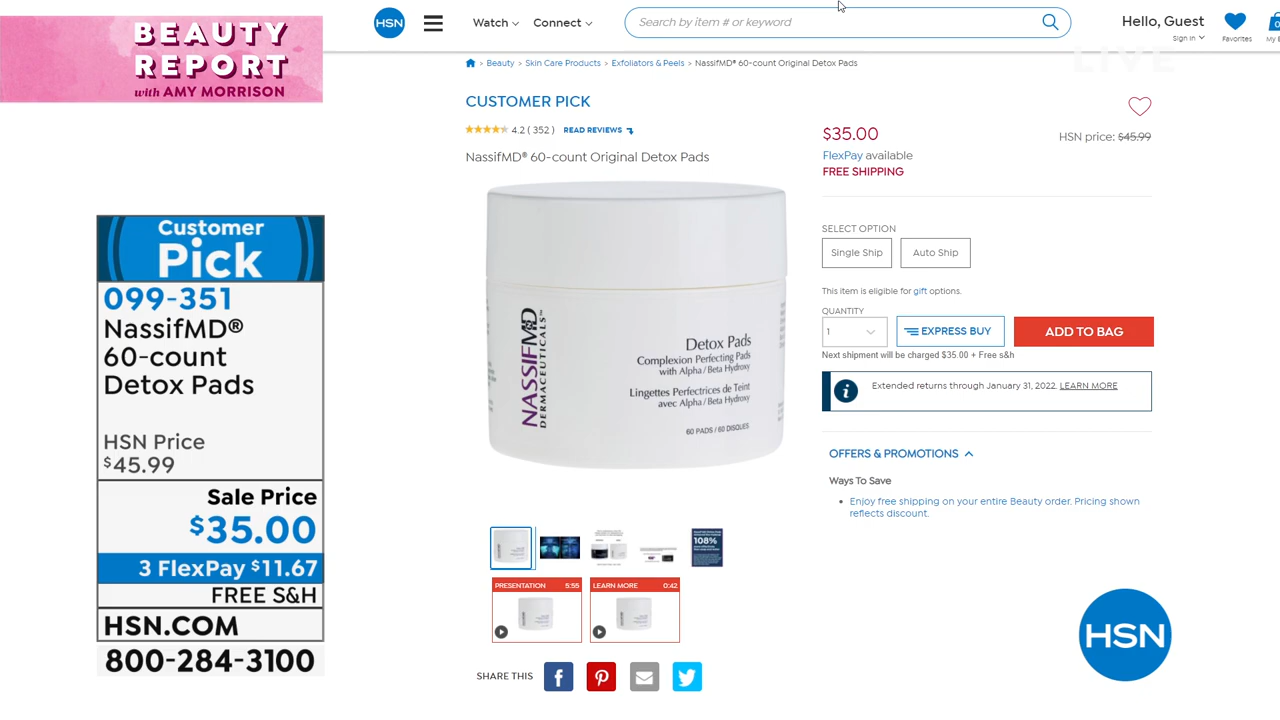 BEAUTY
REPORT
with AMY MORRISON
Customer
Pick
099-351
NassifMD®
60-count
Detox Pads
HSN Price
$45.99
Sale Price
$35.00
3 FlexPay $11.67
FREE S&H
HSN.COM
800-284-3100
HSN
Watch
Connect
Search by item # or keyword
Hello, Guest
Sign In
Favorites
LIVE
> Beauty > Skin Care Products > Exfoliators & Peels > NassifMD® 60-count Original Detox Pads
CUSTOMER PICK
4.2 ( 352 ) READ REVIEWS
NassifMD® 60-count Original Detox Pads
NASSIFMD
DERMACEUTICALS™
Detox Pads
Complexion Perfecting Pads
with Alpha / Beta Hydroxy
Lingettes Perfectrices de Teint
avec Alpha / Beta Hydroxy
60 PADS / 60 DISQUES
108%
PRESENTATION 5:55
LEARN MORE 0:42
SHARE THIS
$35.00
HSN price: $45.99
FlexPay available
FREE SHIPPING
SELECT OPTION
Single Ship
Auto Ship
This item is eligible for gift options.
QUANTITY
1
EXPRESS BUY
ADD TO BAG
Next shipment will be charged $35.00 + Free s&h
Extended returns through January 31, 2022. LEARN MORE
OFFERS & PROMOTIONS
Ways To Save
• Enjoy free shipping on your entire Beauty order. Pricing shown
reflects discount.
HSN